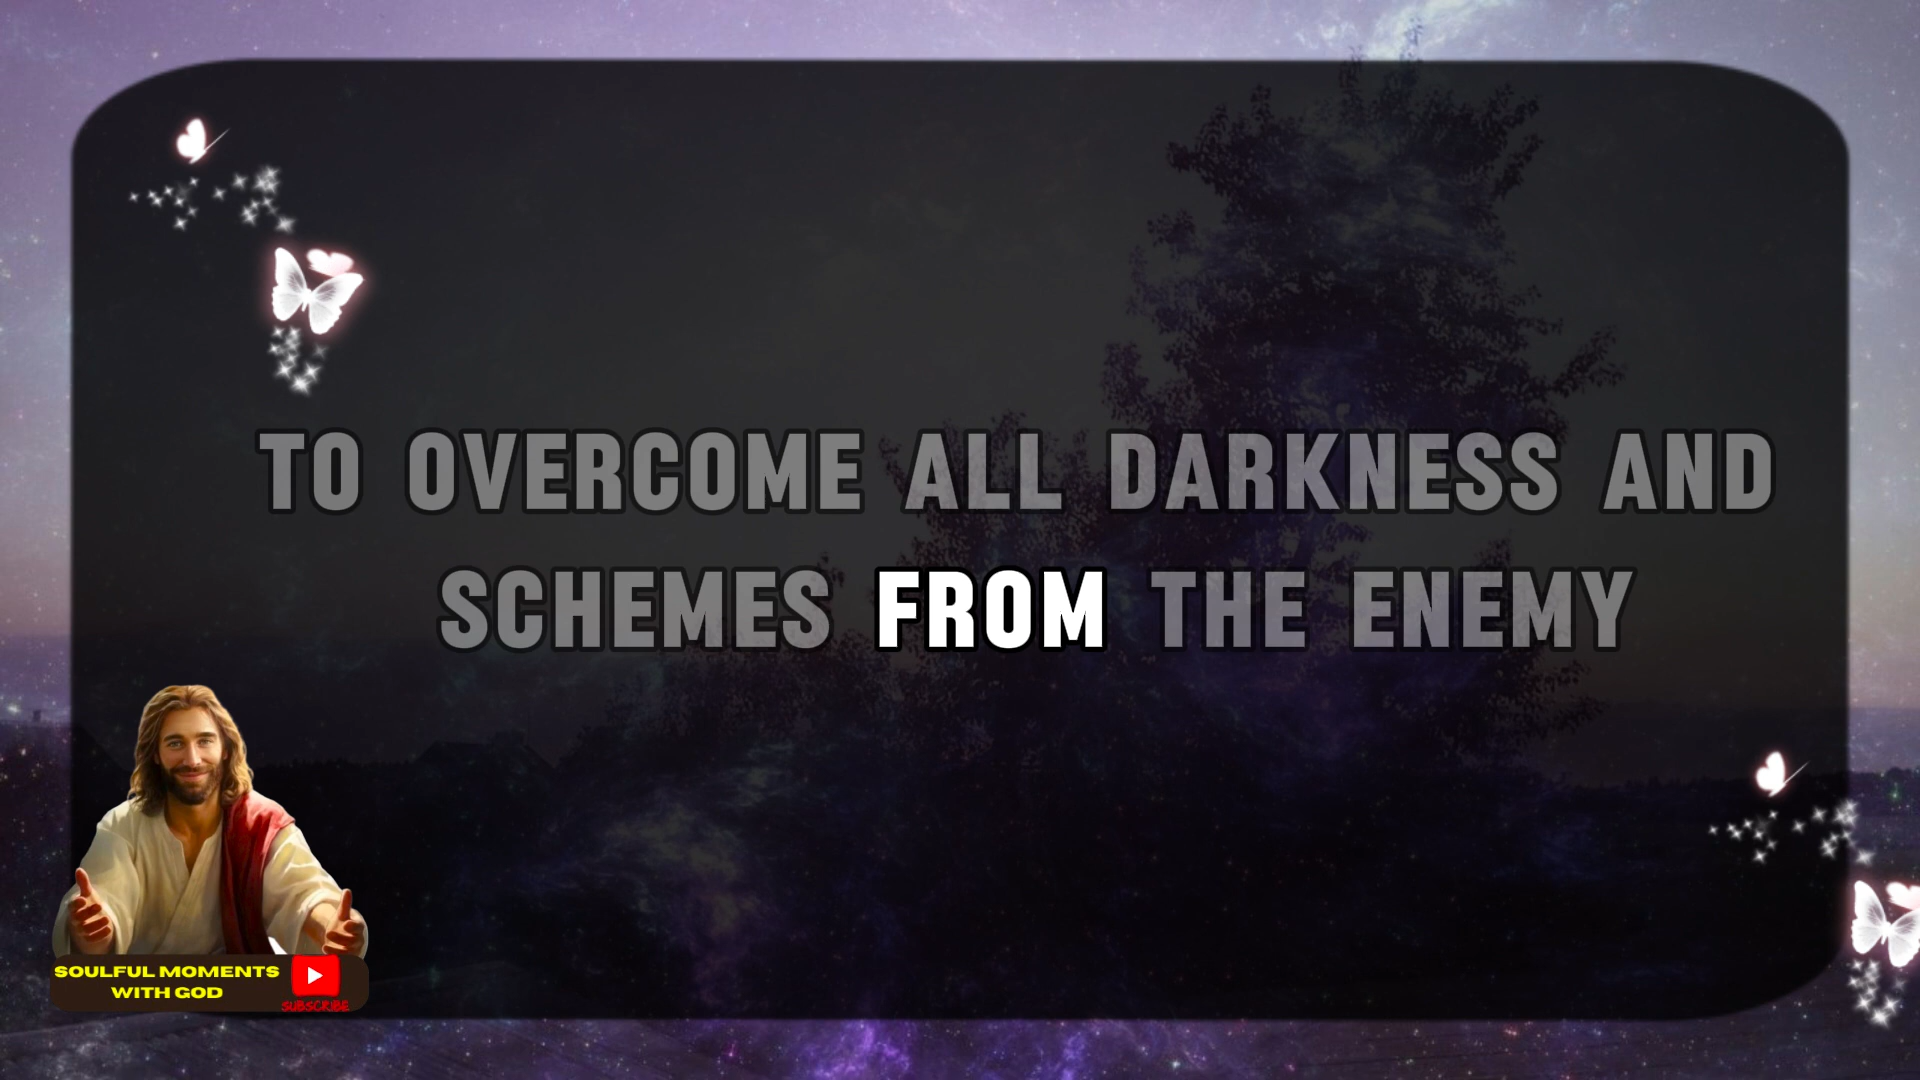 TO OVERCOME ALL DARKNESS AND
SCHEMES FROM THE ENEMY
SOULFUL MOMENTS
WITH GOD
SUBSCRIBE